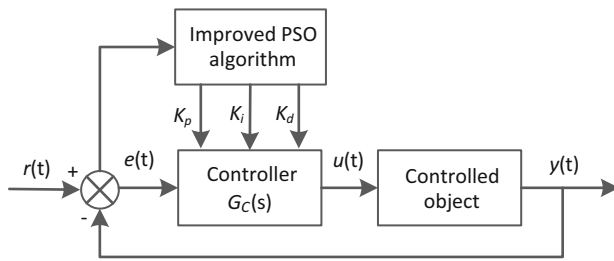 Improved PSO
algorithm
Kp Ki Kd
r(t) + e(t) Controller u(t) Controlled y(t)
- GC(s) object